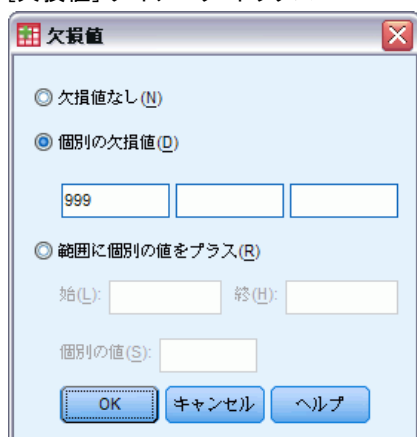 欠損値
欠損値なし(N)
個別の欠損値(D)
999
範囲に個別の値をプラス(R)
始(L): 終(H):
個別の値(S):
OK キャンセル ヘルプ